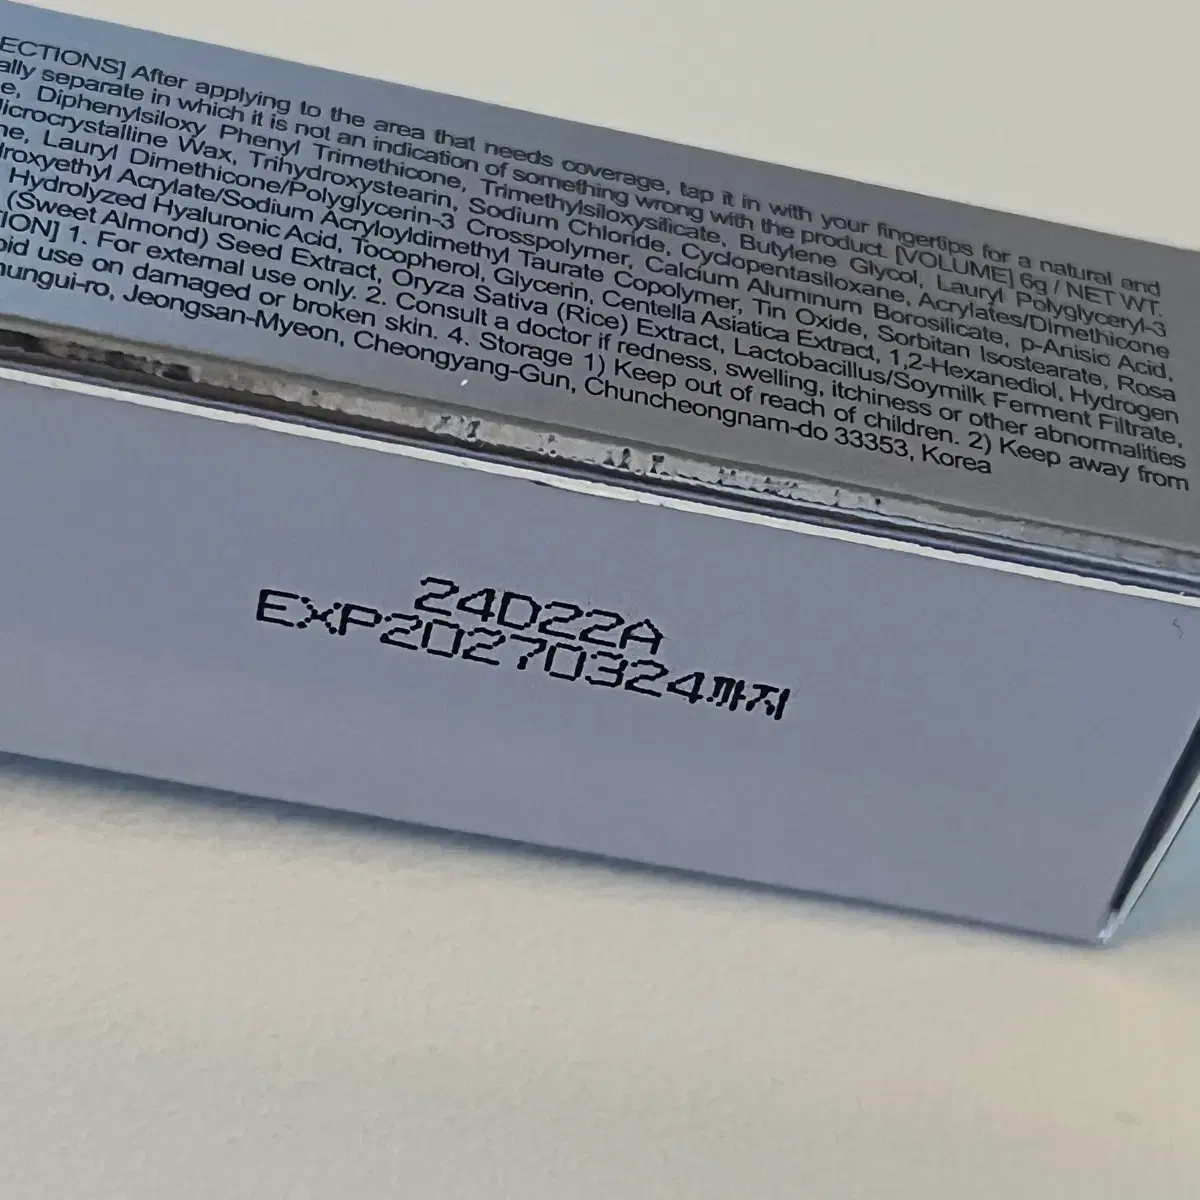 ECTIONS] After applying to the area that needs coverage, tap it in with your fingertips for a natural and
ally separate in which it is not an indication of something wrong with the product. [VOLUME] 6g / NET WT.
e, Diphenylsiloxy Phenyl Trimethicone, Trimethylsiloxysilicate, Butylene Glycol, Lauryl Polyglyceryl-3
Microcrystalline Wax, Trihydroxystearin, Sodium Chloride, Cyclopentasiloxane, Acrylates/Dimethicone
ne, Lauryl Dimethicone/Polyglycerin-3 Crosspolymer, Calcium Aluminum Borosilicate, p-Anisic Acid,
droxyethyl Acrylate/Sodium Acryloyldimethyl Taurate Copolymer, Tin Oxide, Sorbitan Isostearate, Rosa
Hydrolyzed Hyaluronic Acid, Tocopherol, Glycerin, Centella Asiatica Extract, 1,2-Hexanediol, Hydrogen
(Sweet Almond) Seed Extract, Oryza Sativa (Rice) Extract, Lactobacillus/Soymilk Ferment Filtrate,
ION] 1. For external use only. 2. Consult a doctor if redness, swelling, itchiness or other abnormalities
oid use on damaged or broken skin. 4. Storage 1) Keep out of reach of children. 2) Keep away from
hungui-ro, Jeongsan-Myeon, Cheongyang-Gun, Chuncheongnam-do 33353, Korea
24D22A
EXP20270324까지